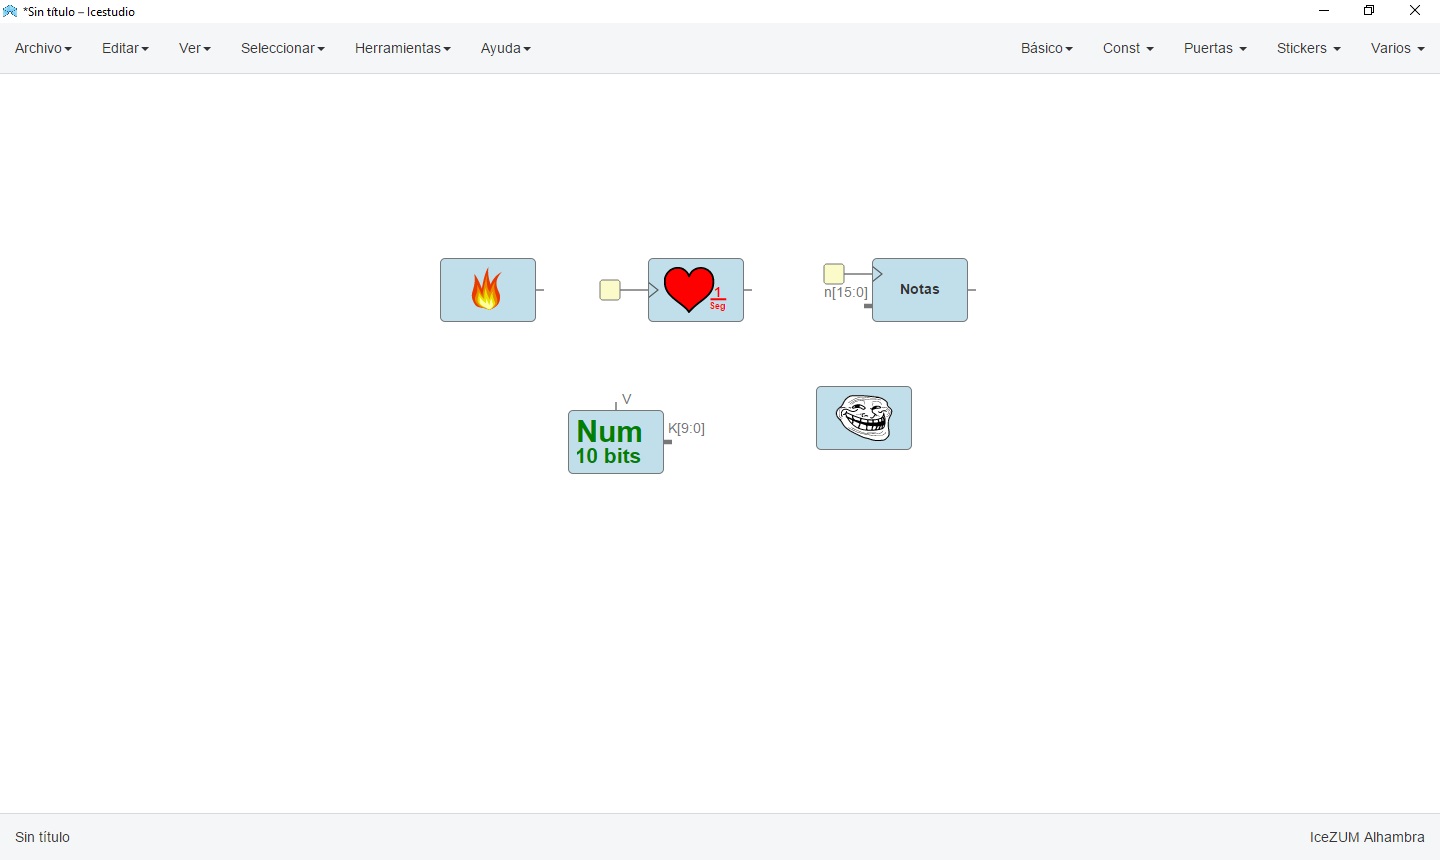 *Sin título – Icestudio
Archivo Editar Ver Seleccionar Herramientas Ayuda Básico Const Puertas Stickers Varios
1
Seg
n[15:0]
Notas
V
Num
10 bits
K[9:0]
Sin título
IceZUM Alhambra